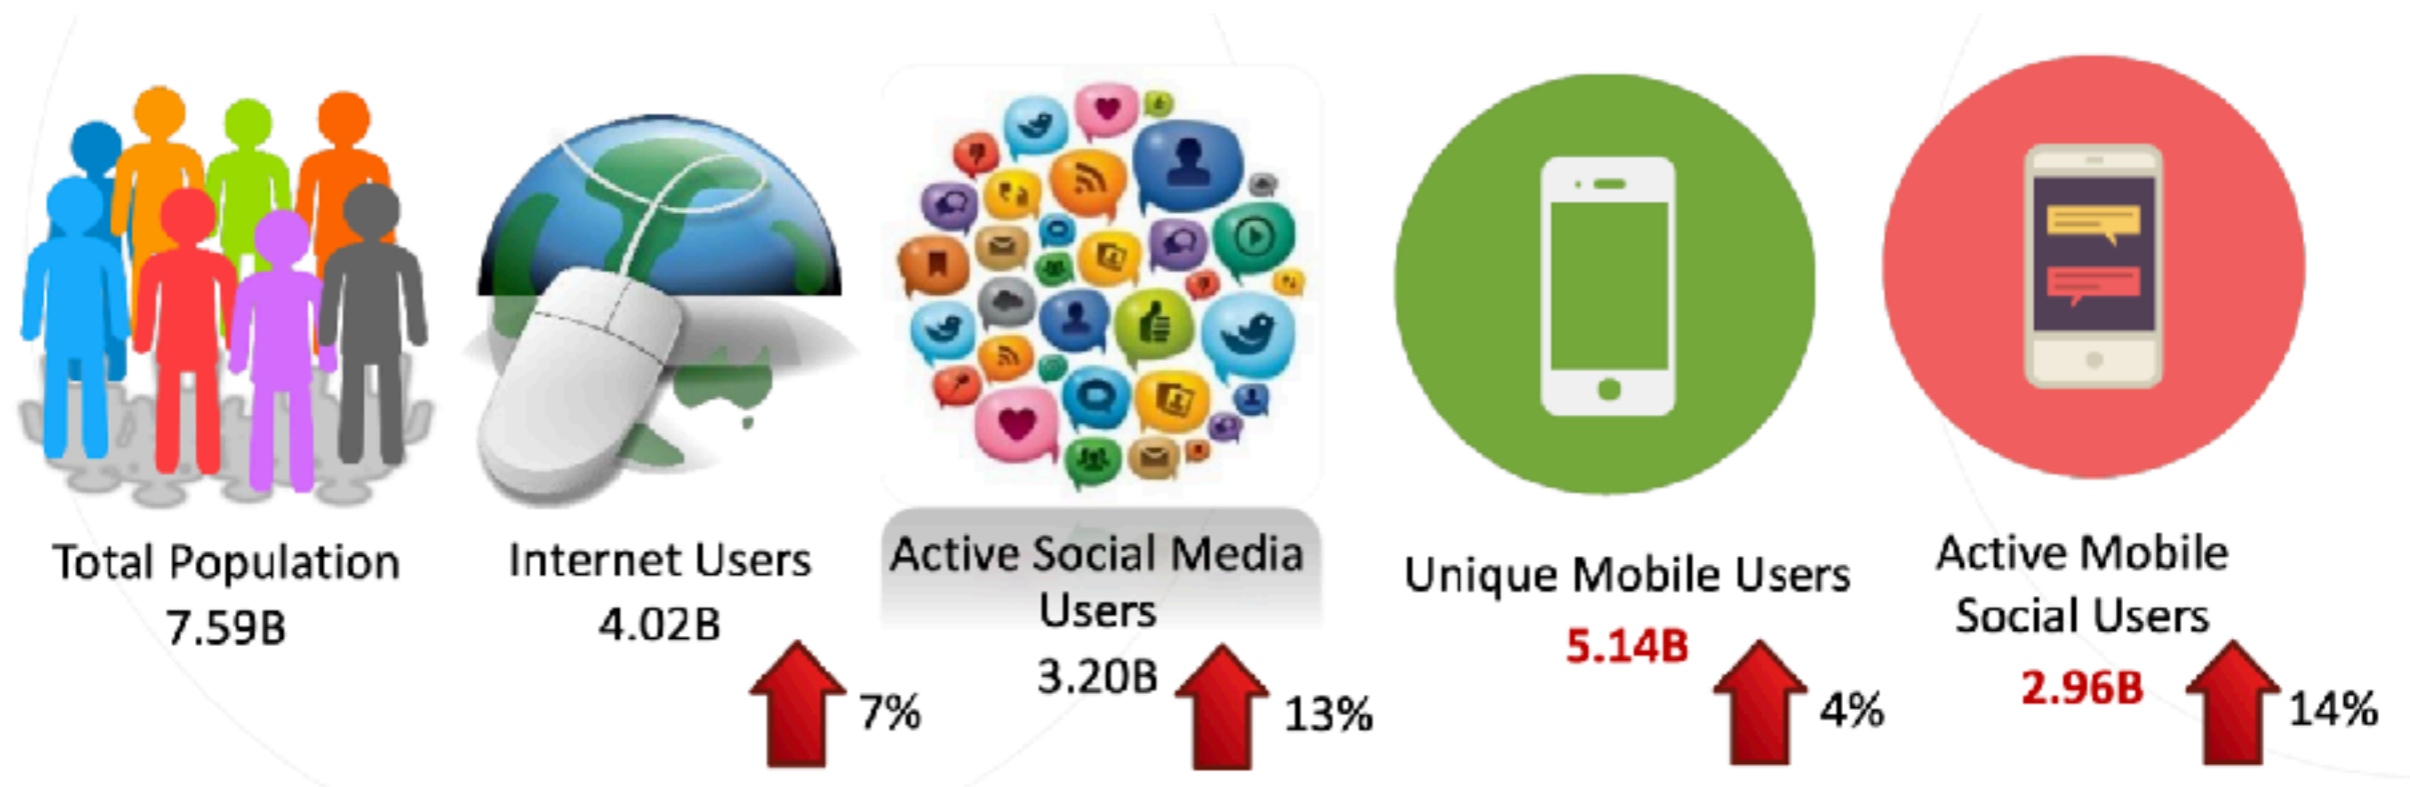 Total Population
7.59B
Internet Users
4.02B
7%
Active Social Media
Users
3.20B
13%
Unique Mobile Users
5.14B
4%
Active Mobile
Social Users
2.96B
14%